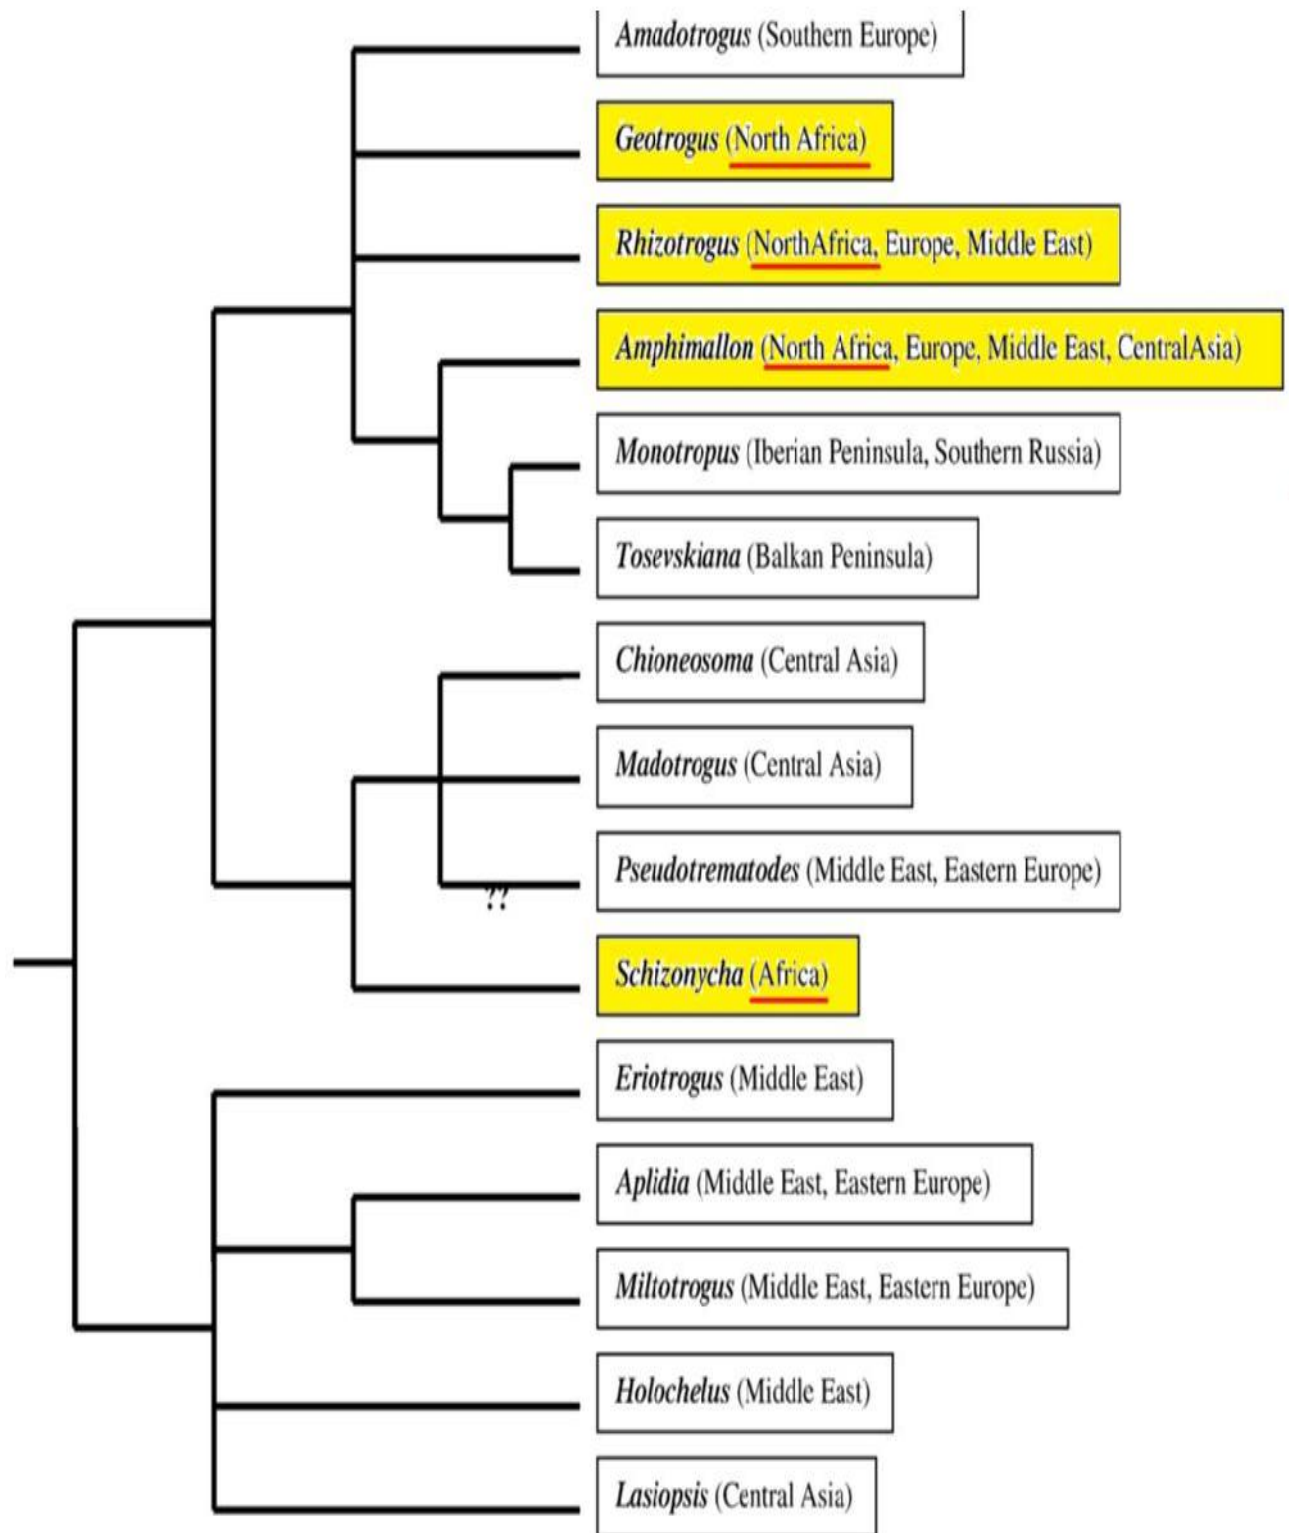 Amadotrogus (Southern Europe)
Geotrogus (North Africa)
Rhizotrogus (NorthAfrica, Europe, Middle East)
Amphimallon (North Africa, Europe, Middle East, CentralAsia)
Monotropus (Iberian Peninsula, Southern Russia)
Tosevskiana (Balkan Peninsula)
Chioneosoma (Central Asia)
Madotrogus (Central Asia)
Pseudotrematodes (Middle East, Eastern Europe)
??
Schizonycha (Africa)
Eriotrogus (Middle East)
Aplidia (Middle East, Eastern Europe)
Miltotrogus (Middle East, Eastern Europe)
Holochelus (Middle East)
Lasiopsis (Central Asia)